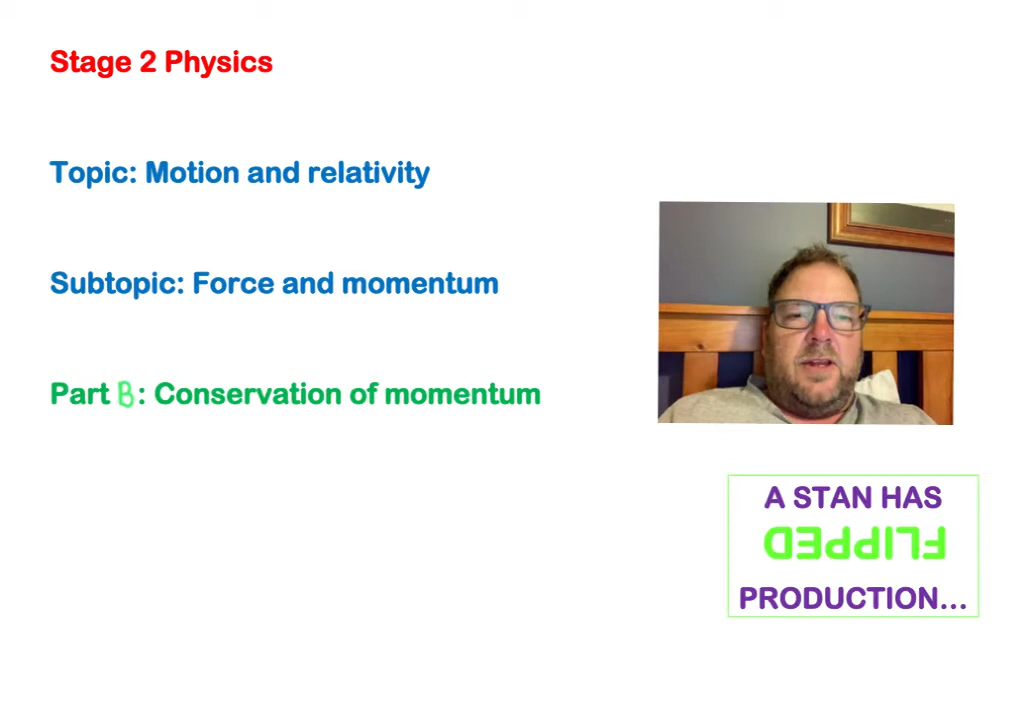 Stage 2 Physics
Topic: Motion and relativity
Subtopic: Force and momentum
Part B: Conservation of momentum
A STAN HAS
FLIPPED
PRODUCTION...